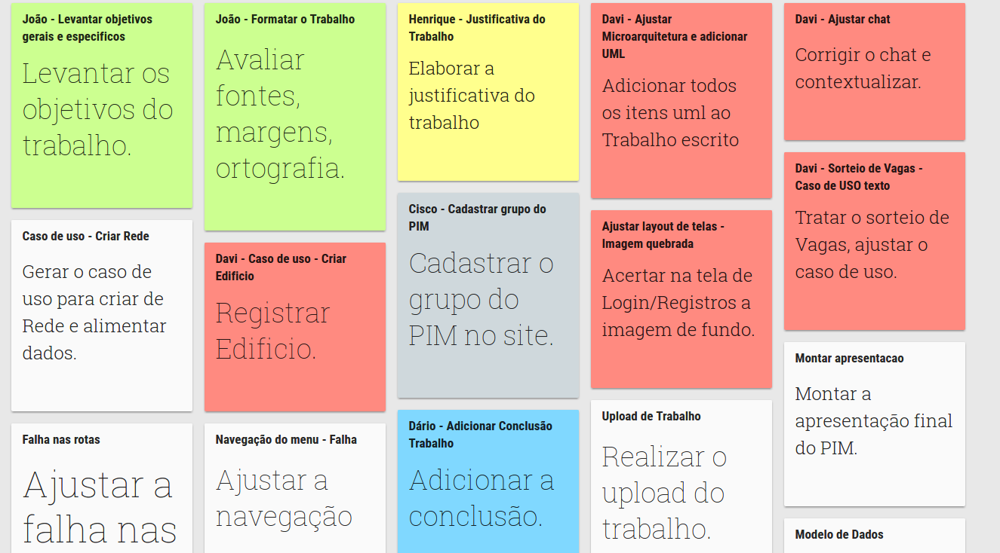 João - Levantar objetivos
gerais e especificos
Levantar os
objetivos do
trabalho.
Caso de uso - Criar Rede
Gerar o caso de
uso para criar de
Rede e alimentar
dados.
Falha nas rotas
Ajustar a
falha nas
João - Formatar o Trabalho
Avaliar
fontes,
margens,
ortografia.
Davi - Caso de uso - Criar
Edificio
Registrar
Edificio.
Navegação do menu - Falha
Ajustar a
navegação
Henrique - Justificativa do
Trabalho
Elaborar a
justificativa do
trabalho
Cisco - Cadastrar grupo do
PIM
Cadastrar o
grupo do
PIM no site.
Dário - Adicionar Conclusão
Trabalho
Adicionar a
conclusão.
Davi - Ajustar
Microarquitetura e adicionar
UML
Adicionar todos
os itens uml ao
Trabalho escrito
Ajustar layout de telas -
Imagem quebrada
Acertar na tela de
Login/Registros a
imagem de fundo.
Upload de Trabalho
Realizar o
upload do
trabalho.
Davi - Ajustar chat
Corrigir o chat e
contextualizar.
Davi - Sorteio de Vagas -
Caso de USO texto
Tratar o sorteio de
Vagas, ajustar o
caso de uso.
Montar apresentacao
Montar a
apresentação final
do PIM.
Modelo de Dados